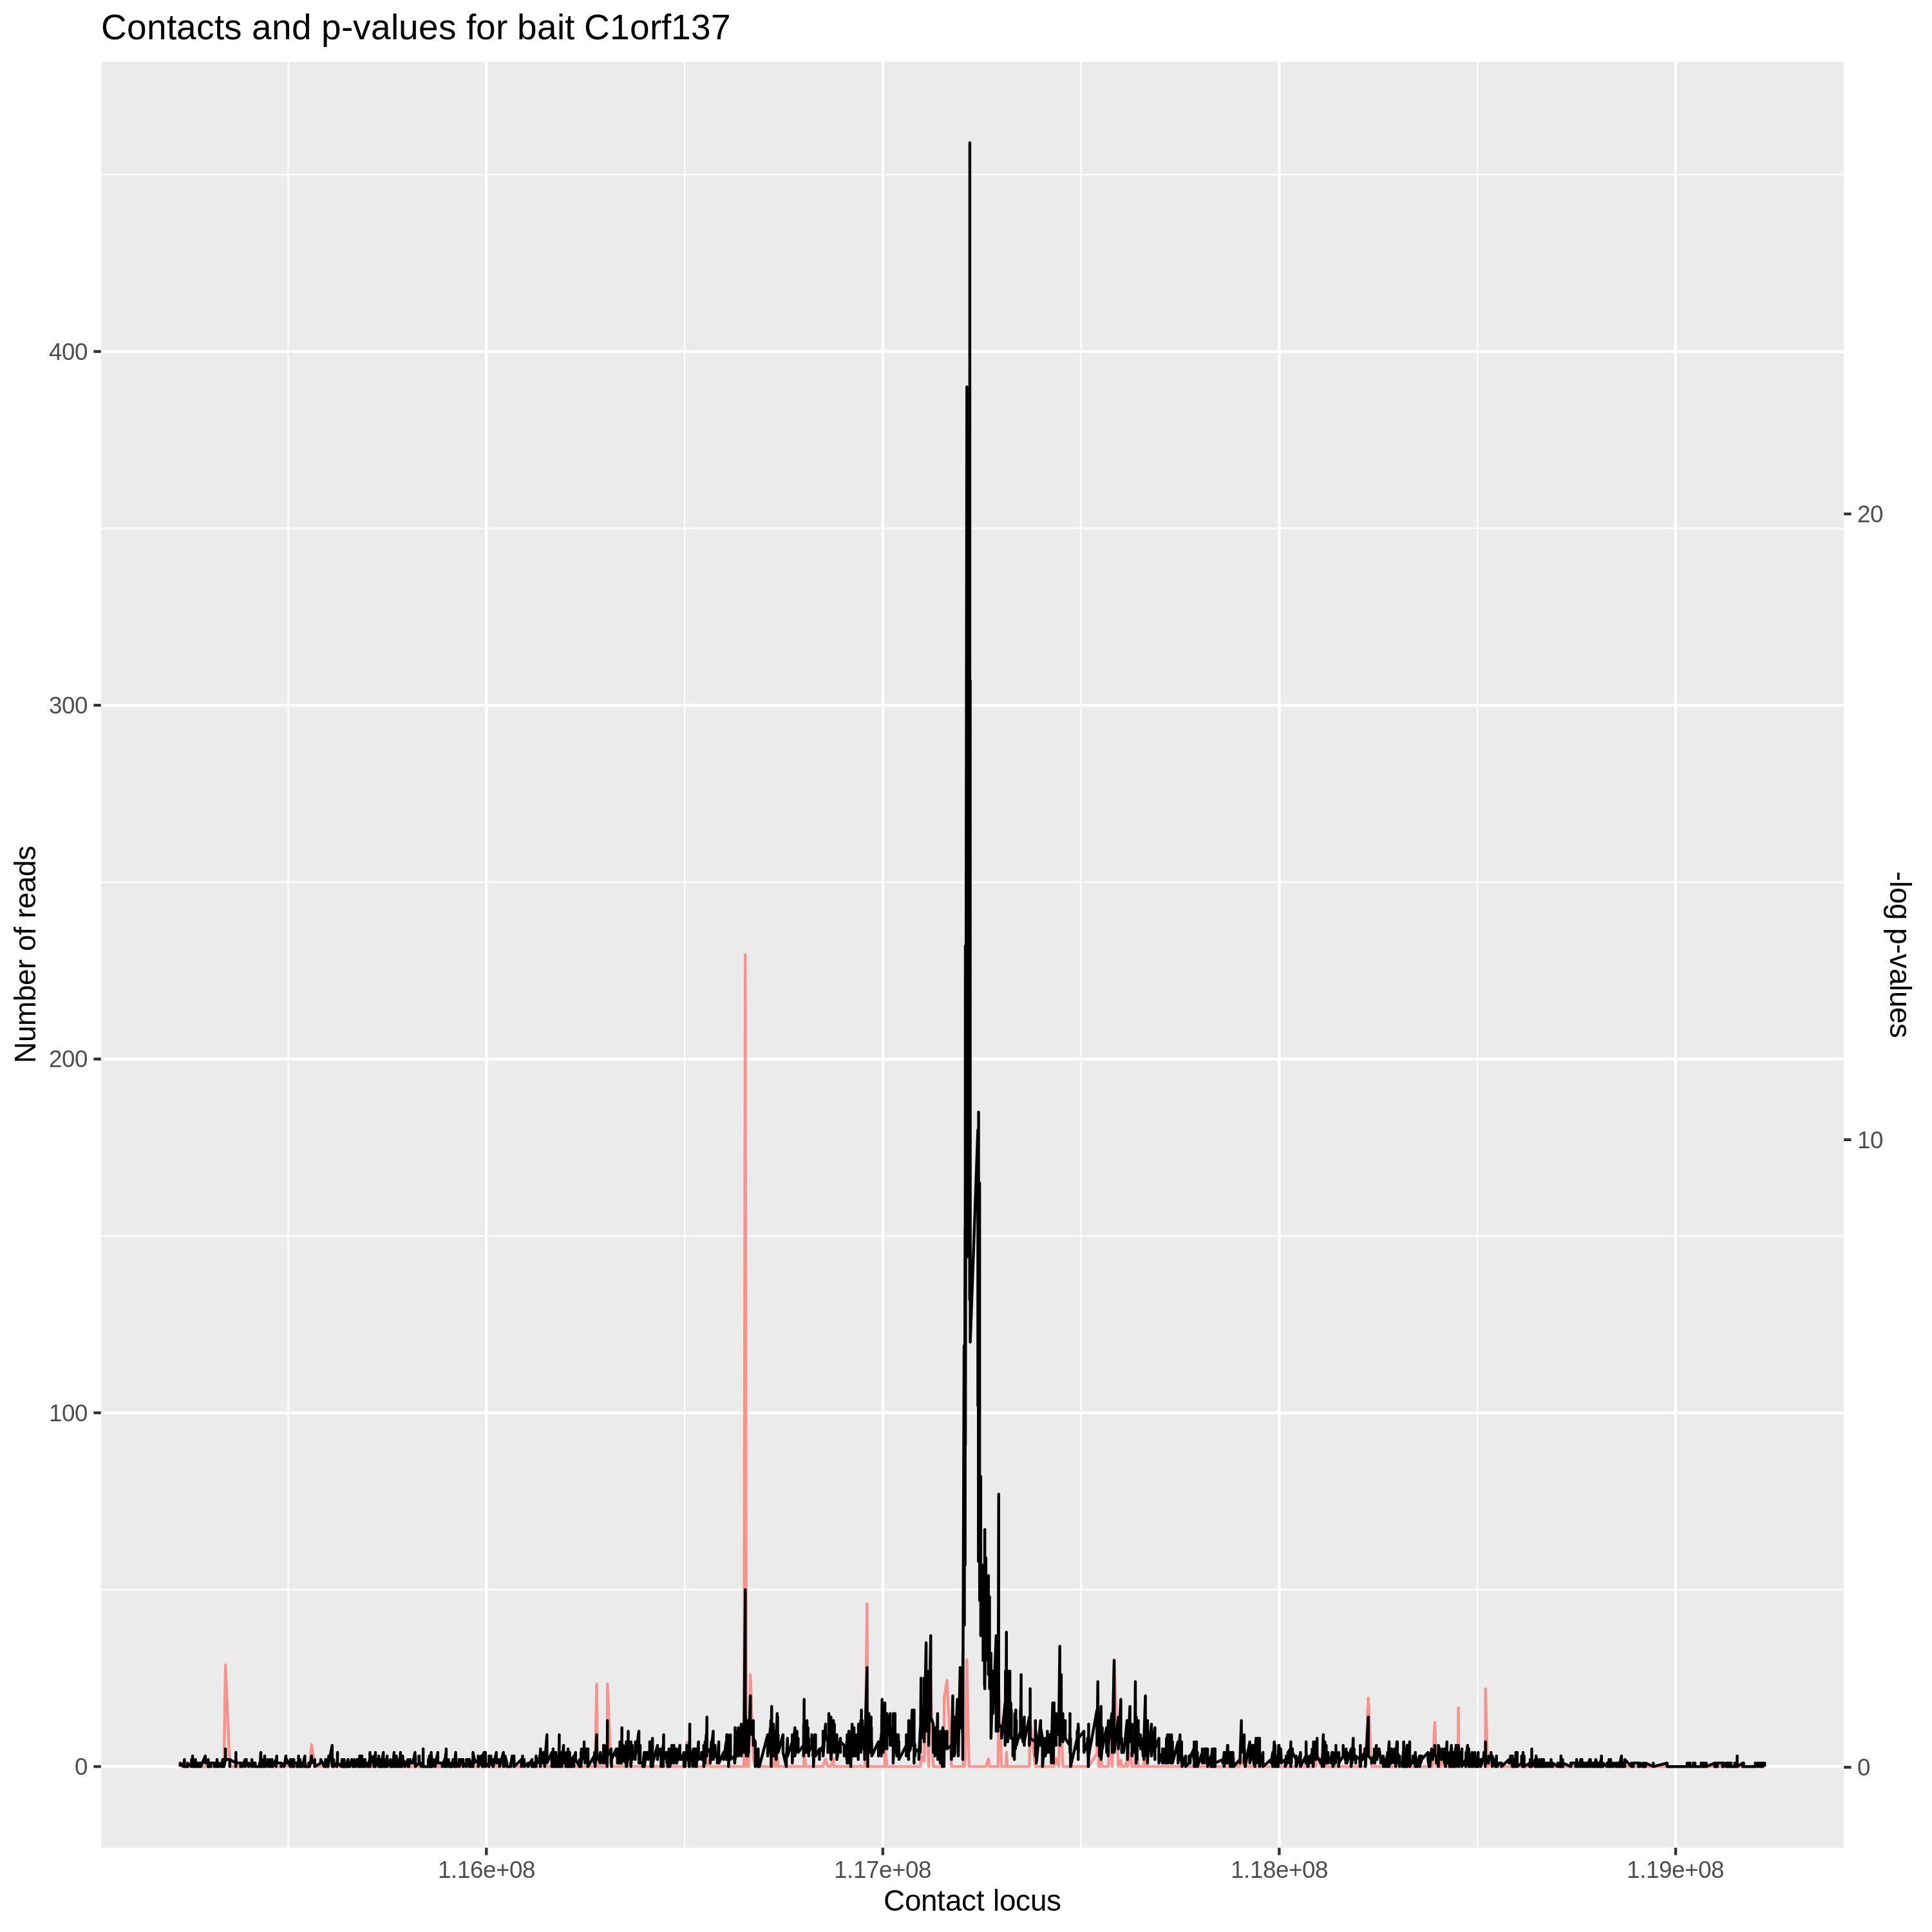 Contacts and p-values for bait C1orf137
Number of reads
400
300
200
100
0
20
10
0
-log p-values
1.16e+08
1.17e+08
1.18e+08
1.19e+08
Contact locus